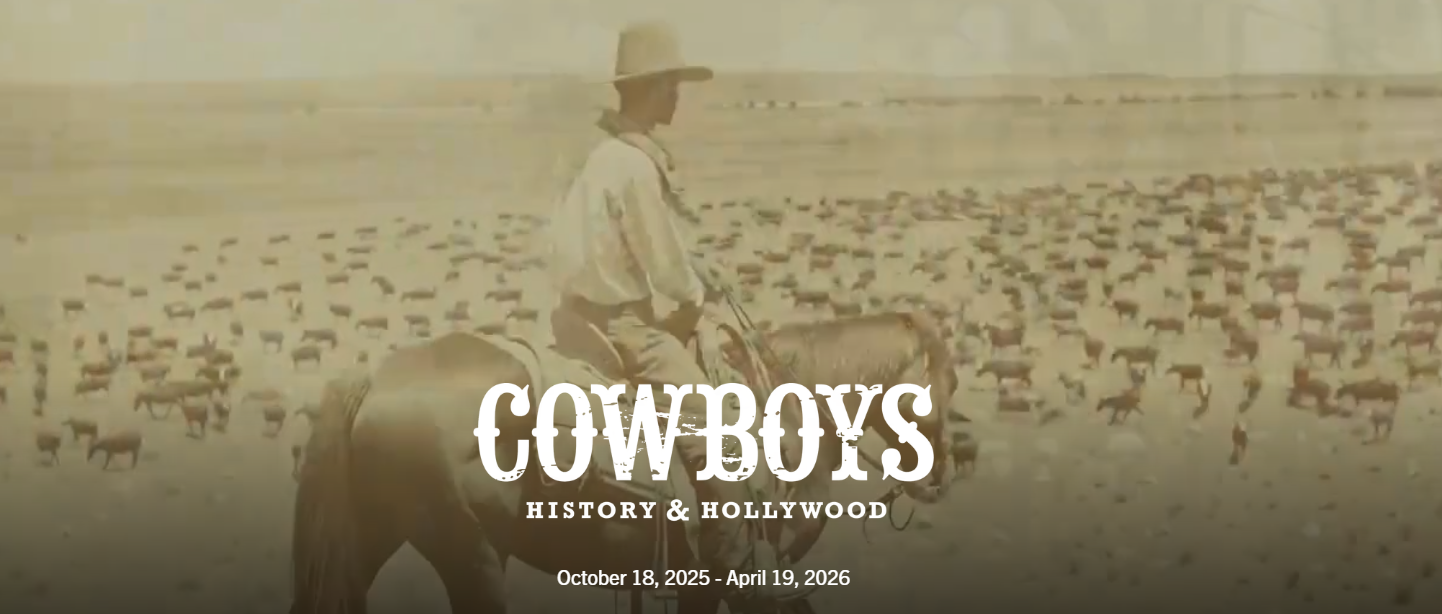 COWBOYS
HISTORY & HOLLYWOOD
October 18, 2025 - April 19, 2026